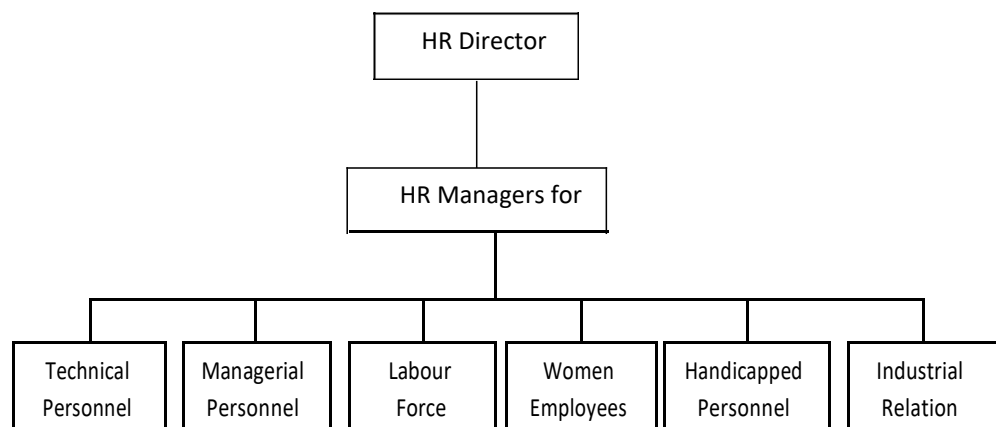 HR Director
HR Managers for
Technical
Personnel
Managerial
Personnel
Labour
Force
Women
Employees
Handicapped
Personnel
Industrial
Relation